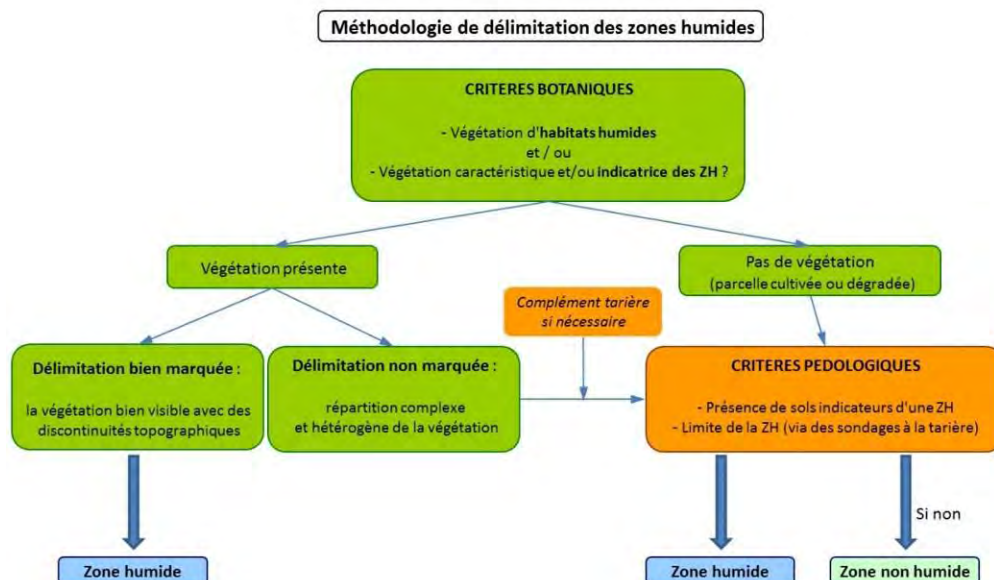 Méthodologie de délimitation des zones humides
CRITERES BOTANIQUES
- Végétation d'habitats humides
et / ou
- Végétation caractéristique et/ou indicatrice des ZH ?
Végétation présente
Pas de végétation
(parcelle cultivée ou dégradée)
Complément tarière
si nécessaire
Délimitation bien marquée :
la végétation bien visible avec des
discontinuités topographiques
Délimitation non marquée :
répartition complexe
et hétérogène de la végétation
CRITERES PEDOLOGIQUES
- Présence de sols indicateurs d'une ZH
- Limite de la ZH (via des sondages à la tarière)
Si non
Zone humide
Zone humide
Zone non humide